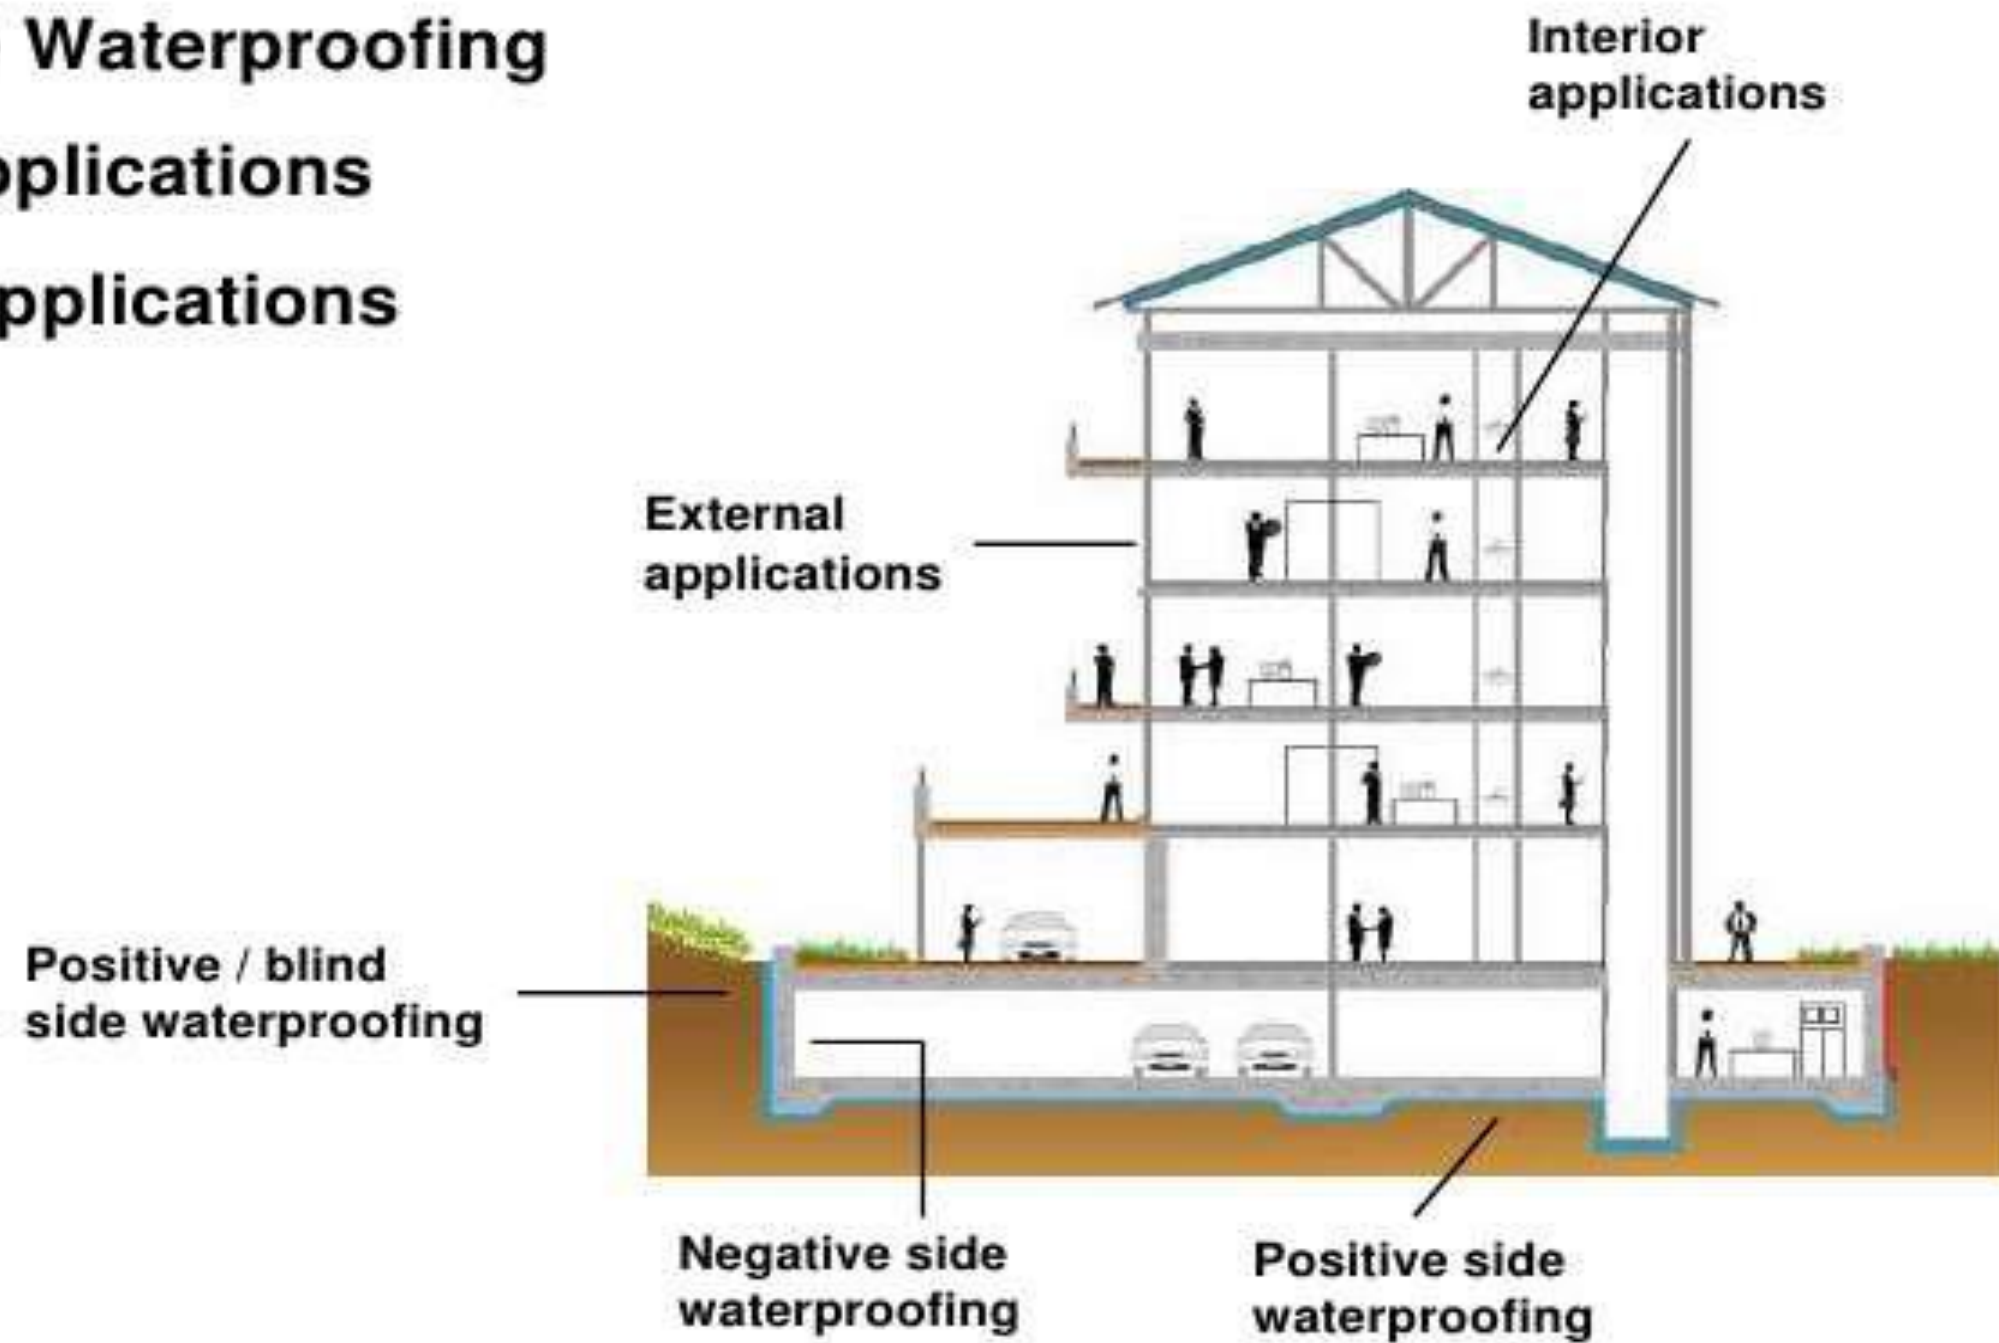 Waterproofing
pplications
pplications
Interior
applications
External
applications
Positive / blind
side waterproofing
Negative side
waterproofing
Positive side
waterproofing